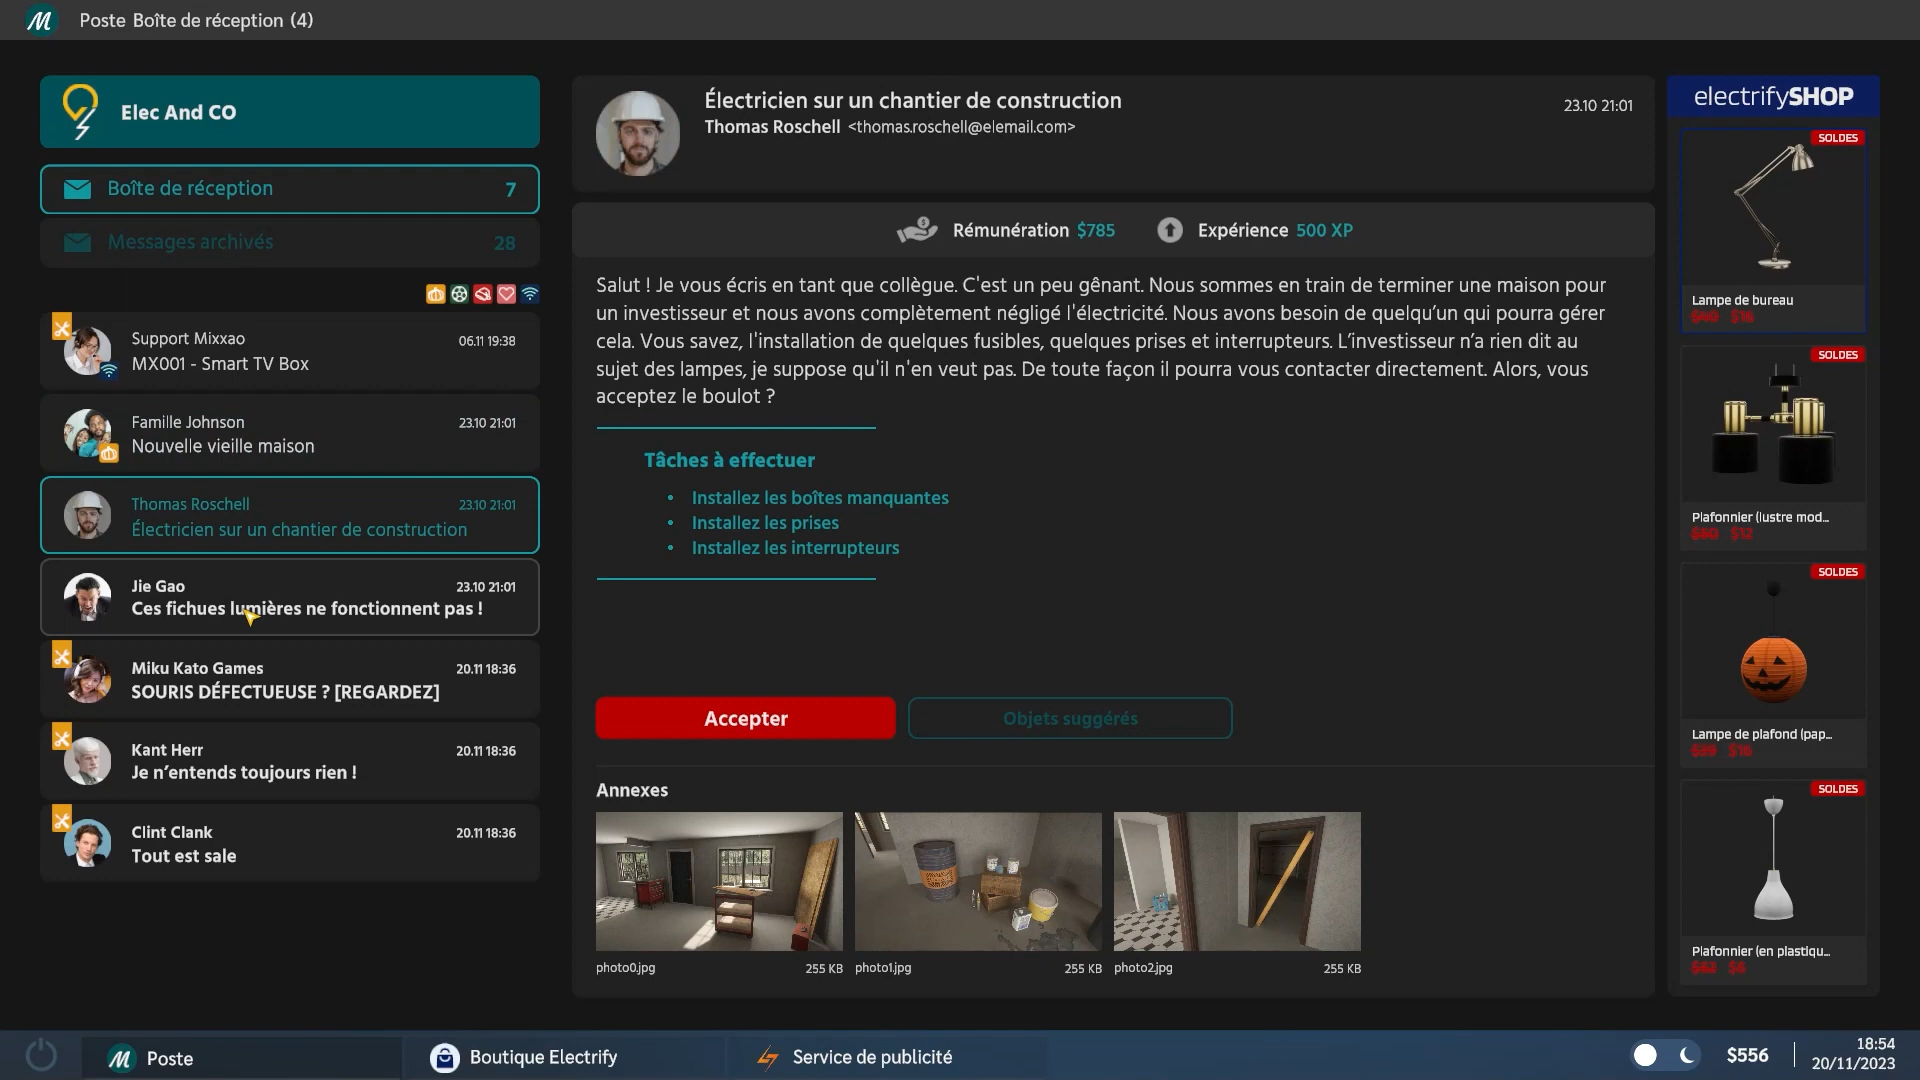 Poste Boîte de réception (4)
Elec And CO
Boîte de réception 7
Messages archivés 28
Support Mixxao 06.11 19:38
MX001 - Smart TV Box
Famille Johnson 23.10 21:01
Nouvelle vieille maison
Thomas Roschell 23.10 21:01
Électricien sur un chantier de construction
Jie Gao 23.10 21:01
Ces fichues lumières ne fonctionnent pas !
Miku Kato Games 20.11 18:36
SOURIS DÉFECTUEUSE ? [REGARDEZ]
Kant Herr 20.11 18:36
Je n’entends toujours rien !
Clint Clank 20.11 18:36
Tout est sale
Électricien sur un chantier de construction
Thomas Roschell <thomas.roschell@elemail.com>
23.10 21:01
Rémunération $785 Expérience 500 XP
Salut ! Je vous écris en tant que collègue. C'est un peu gênant. Nous sommes en train de terminer une maison pour
un investisseur et nous avons complètement négligé l'électricité. Nous avons besoin de quelqu’un qui pourra gérer
cela. Vous savez, l'installation de quelques fusibles, quelques prises et interrupteurs. L’investisseur n’a rien dit au
sujet des lampes, je suppose qu'il n'en veut pas. De toute façon il pourra vous contacter directement. Alors, vous
acceptez le boulot ?
Tâches à effectuer
• Installez les boîtes manquantes
• Installez les prises
• Installez les interrupteurs
Accepter Objets suggérés
Annexes
photo0.jpg 255 KB photo1.jpg 255 KB photo2.jpg 255 KB
electrifySHOP
SOLDES
Lampe de bureau
$40 $16
SOLDES
Plafonnier (lustre mod...
$12
SOLDES
Lampe de plafond (pap...
$39 $16
SOLDES
Plafonnier (en plastiqu...
Poste Boutique Electrify Service de publicité $556
18:54
20/11/2023